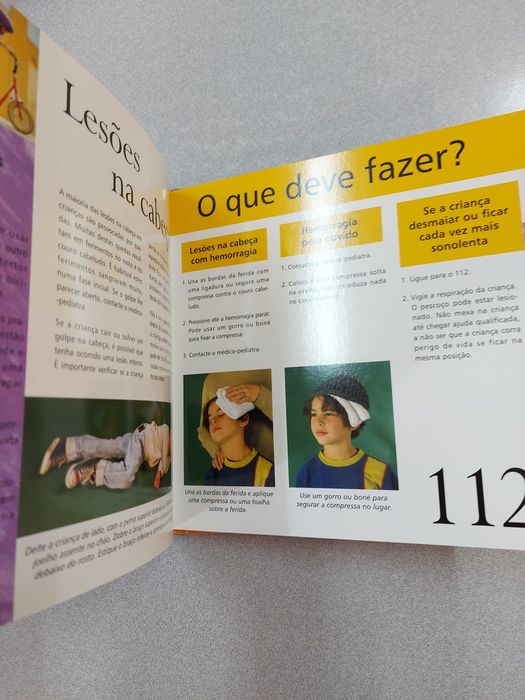 Lesões
na cabe
A maioria das lesões na cabeça em
crianças são provocadas por que-
das. Muitas destas quedas resul-
tam em ferimentos no rosto e no
couro cabeludo. É habitual estes
ferimentos sangrarem muito,
numa fase inicial. Se o golpe lhe
parecer aberto, contacte o médico
-pediatra.
Se a criança cair ou sofrer um
golpe na cabeça, é possível que
tenha ocorrido uma lesão interna.
É importante verificar se a criança
Deite a criança de lado, com a perna superior dobrada
joelho assente no chão. Dobre o braço superior
debaixo do rosto. Estique o braço inferior e
O que deve fazer?
Lesões na cabeça
com hemorragia
1. Una as bordas da ferida com
uma ligadura ou segure uma
compressa contra o couro cabe-
ludo.
2. Pressione até a hemorragia parar.
Pode usar um gorro ou boné
para fixar a compressa.
3. Contacte o médico-pediatra.
Hemorragia
pelo ouvido
1. Contacte o médico-pediatra.
2. Coloque uma compressa solta
na orelha. Não introduza nada
no canal
Se a criança
desmaiar ou ficar
cada vez mais
sonolenta
1. Ligue para o 112.
2. Vigie a respiração da criança.
O pescoço pode estar lesio-
nado. Não mexa na criança
até chegar ajuda qualificada,
a não ser que a criança corra
perigo de vida se ficar na
mesma posição.
Una as bordas da ferida e aplique
uma compressa ou uma toalha
sobre a ferida.
Use um gorro ou boné para
segurar a compressa no lugar.
112